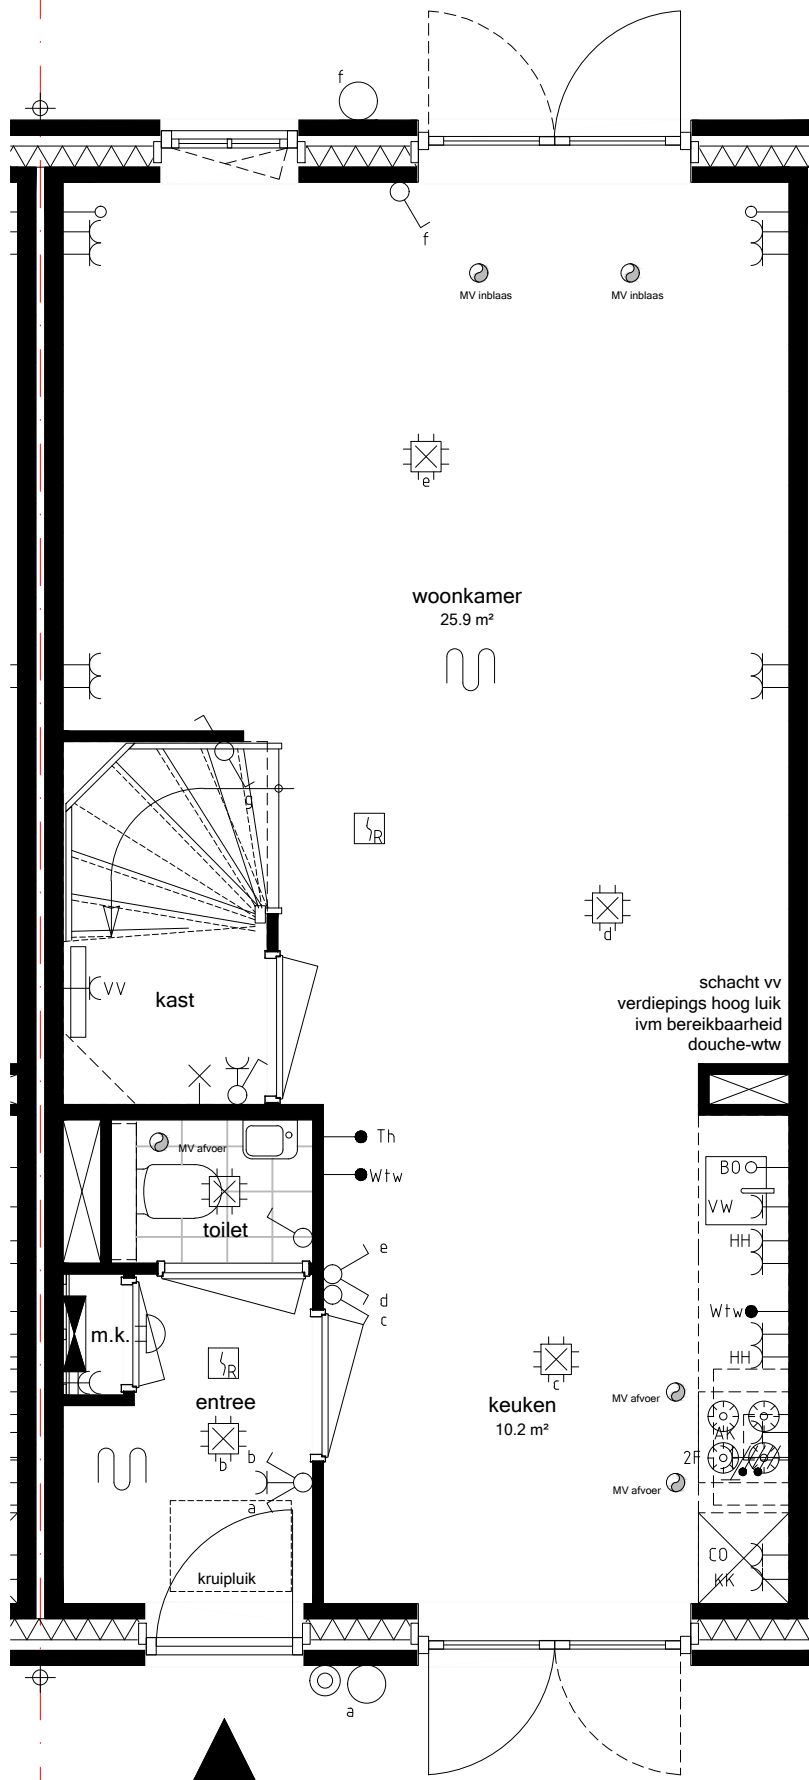 f
f
MV inblaas
MV inblaas
e
woonkamer
25.9 m²
g
R
d
VV
kast
schacht vv
verdiepings hoog luik
ivm bereikbaarheid
douche-wtw
Th
MV afvoer
Wtw
BO
toilet
VW
HH
e
d
c
Wtw
m.k.
HH
R
c
entree
keuken
10.2 m²
MV afvoer
AK
b
b
2F
MV afvoer
a
kruipluik
CO
KK
a